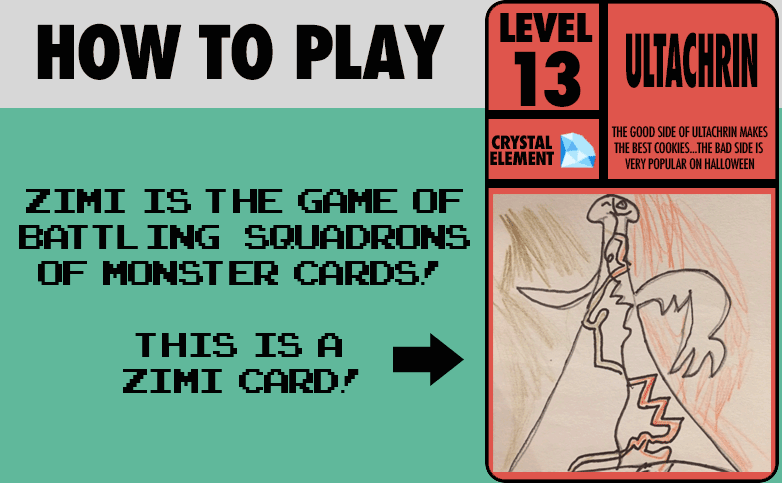 HOW TO PLAY
ZIMI IS THE GAME OF
BATTLING SQUADRONS
OF MONSTER CARDS!
THIS IS A
ZIMI CARD!
LEVEL
13
CRYSTAL
ELEMENT
ULTACHRIN
THE GOOD SIDE OF ULTACHRIN MAKES
THE BEST COOKIES...THE BAD SIDE IS
VERY POPULAR ON HALLOWEEN